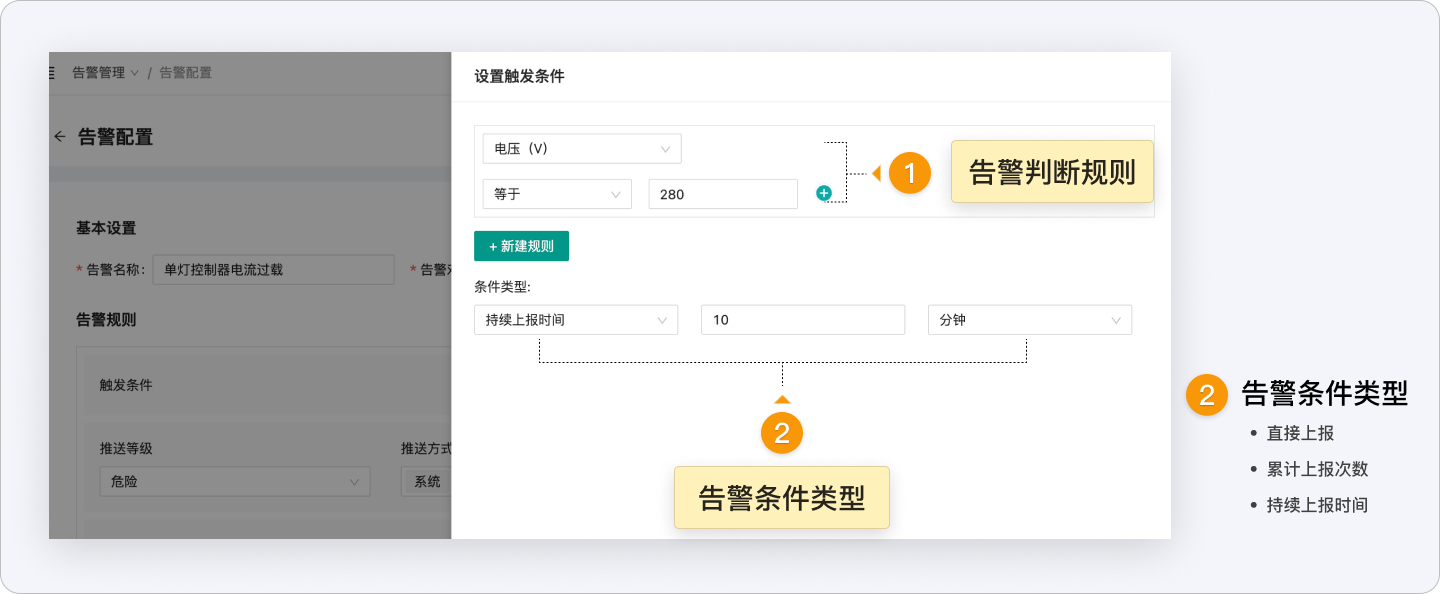 告警管理 / 告警配置
告警配置
基本设置
* 告警名称: 单灯控制器电流过载 * 告警
告警规则
触发条件
推送等级 推送方式
危险 系统
设置触发条件
电压（V）
等于 280
+ 新建规则
条件类型:
持续上报时间 10 分钟
1 告警判断规则
2
告警条件类型
2 告警条件类型
• 直接上报
• 累计上报次数
• 持续上报时间